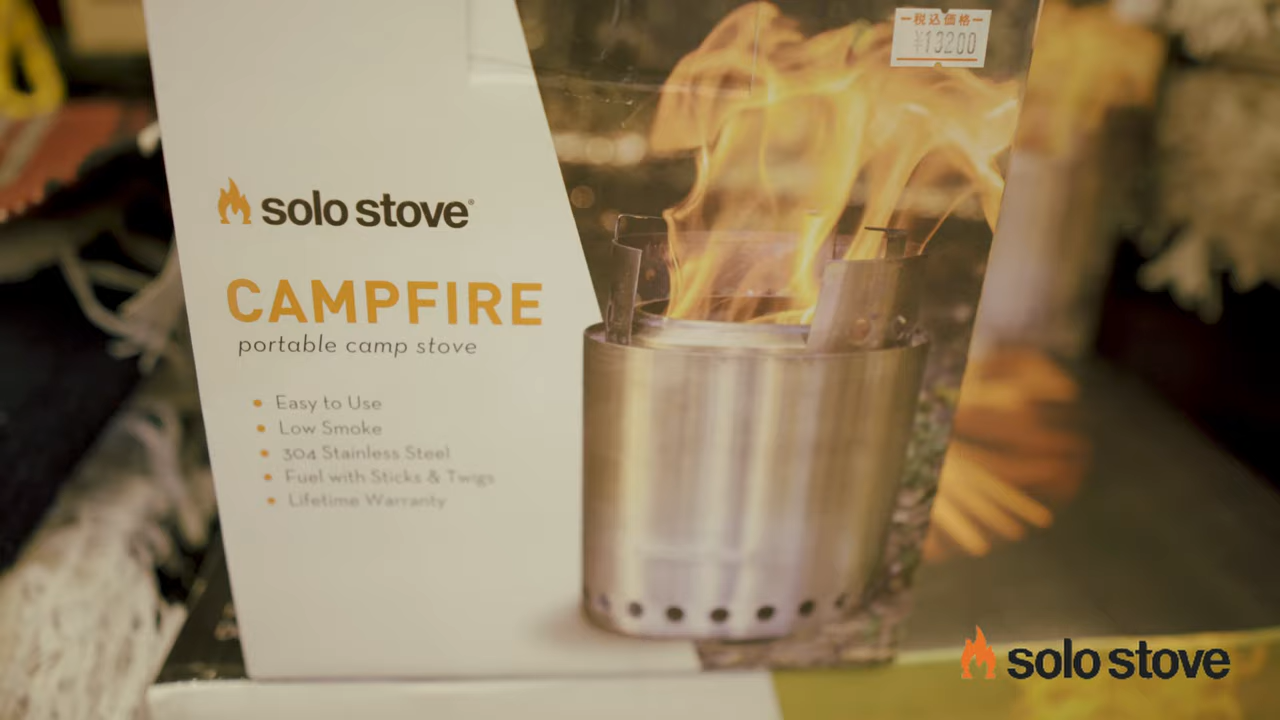 税込価格
¥13200
solo stove®
CAMPFIRE
portable camp stove
Easy to Use
Low Smoke
304 Stainless Steel
Fuel with Sticks & Twigs
Lifetime Warranty
solo stove